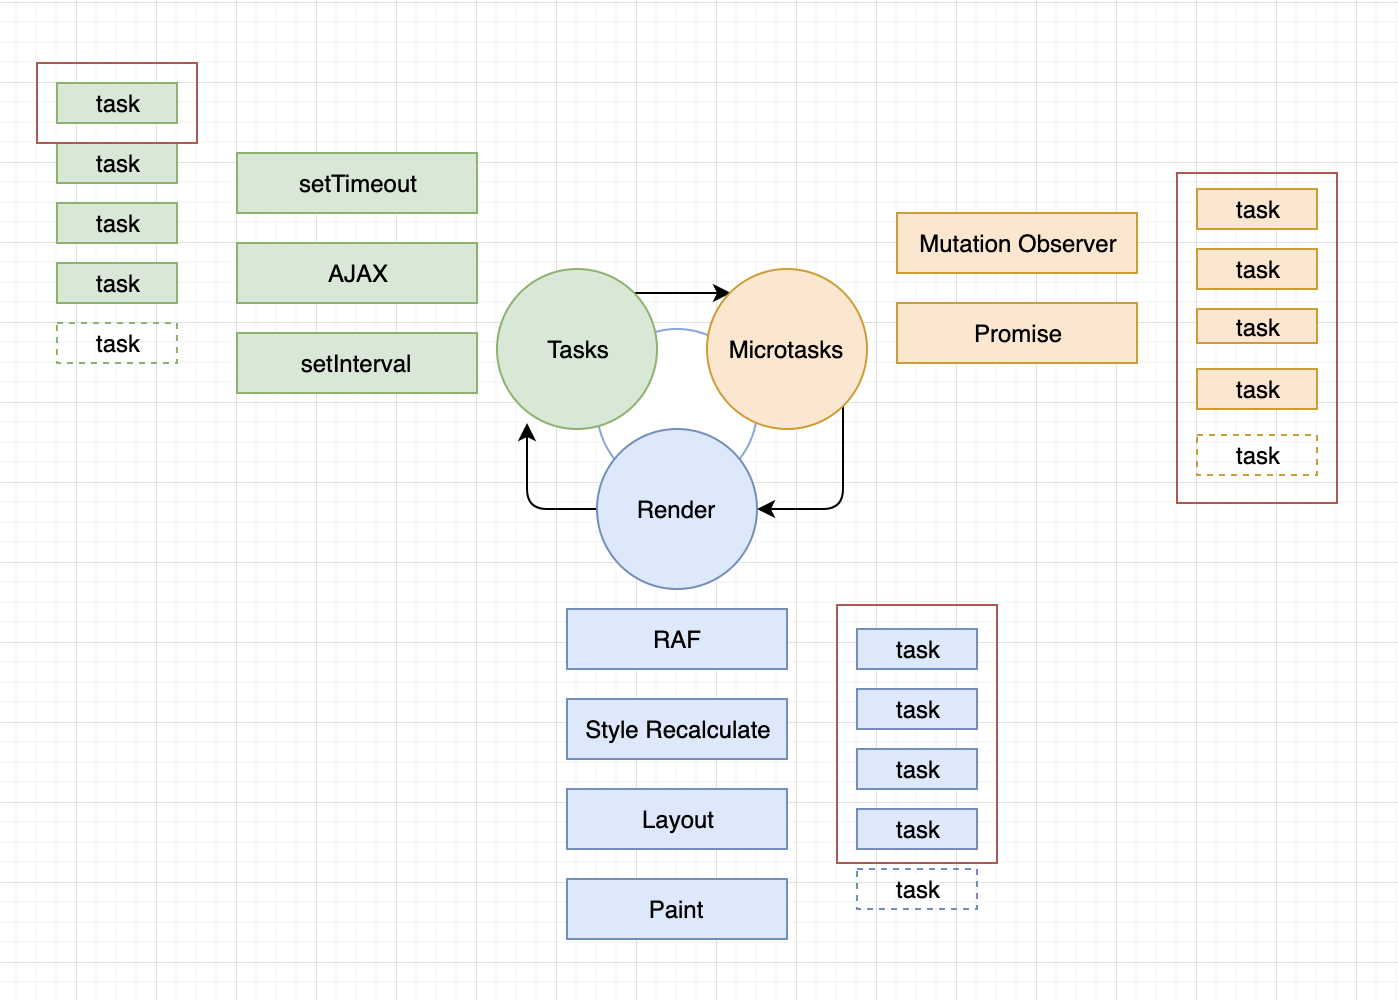 task
task
task
task
task
setTimeout
AJAX
setInterval
Tasks
Microtasks
Render
Mutation Observer
Promise
task
task
task
task
task
RAF
Style Recalculate
Layout
Paint
task
task
task
task
task